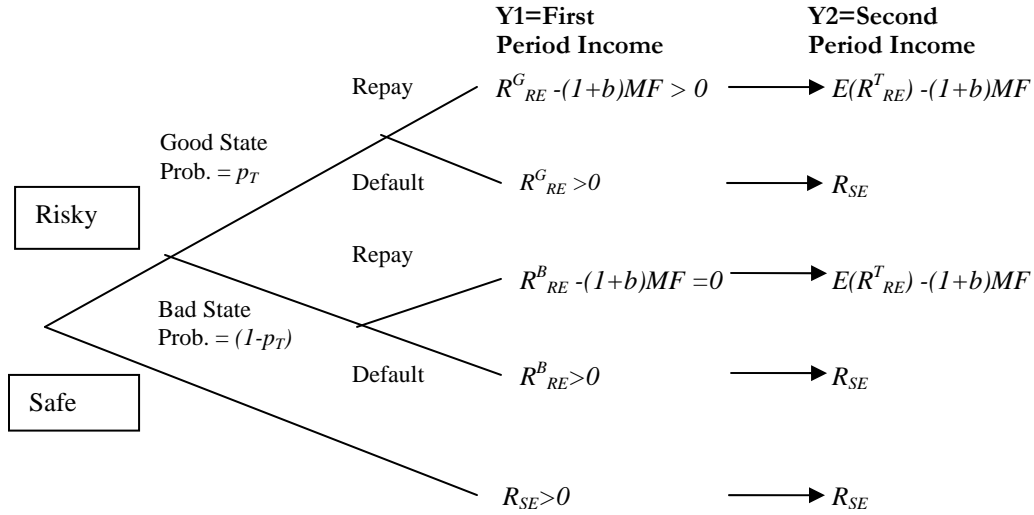 Y1=First
Period Income
Y2=Second
Period Income
Repay
R^G_RE -(1+b)MF > 0
E(R^T_RE) -(1+b)MF
Good State
Prob. = p_T
Default
R^G_RE >0
R_SE
Risky
Repay
R^B_RE -(1+b)MF =0
E(R^T_RE) -(1+b)MF
Bad State
Prob. = (1-p_T)
Default
R^B_RE>0
R_SE
Safe
R_SE>0
R_SE